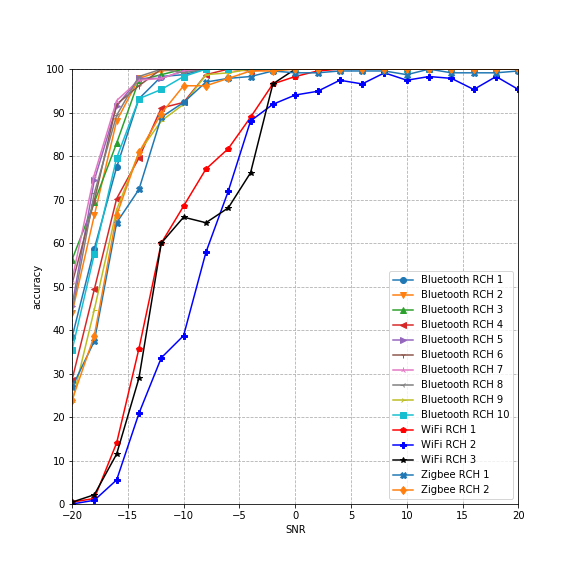 100
90
80
70
60
50
40
30
20
10
0
accuracy
−20 −15 −10 −5 0 5 10 15 20
SNR
Bluetooth RCH 1
Bluetooth RCH 2
Bluetooth RCH 3
Bluetooth RCH 4
Bluetooth RCH 5
Bluetooth RCH 6
Bluetooth RCH 7
Bluetooth RCH 8
Bluetooth RCH 9
Bluetooth RCH 10
WiFi RCH 1
WiFi RCH 2
WiFi RCH 3
Zigbee RCH 1
Zigbee RCH 2